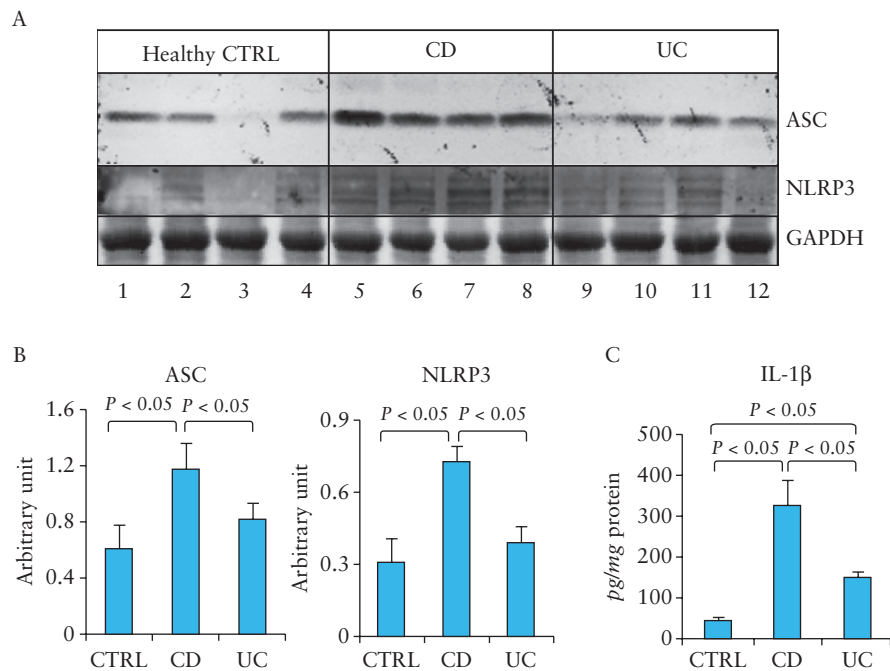 A
Healthy CTRL CD UC
ASC
NLRP3
GAPDH
1 2 3 4 5 6 7 8 9 10 11 12
B
ASC
P < 0.05 P < 0.05
1.6
1.2
0.8
0.4
0
Arbitrary unit
CTRL CD UC
NLRP3
P < 0.05 P < 0.05
0.9
0.6
0.3
0
Arbitrary unit
CTRL CD UC
C
IL-1β
P < 0.05
P < 0.05 P < 0.05
500
400
300
200
100
0
pg/mg protein
CTRL CD UC